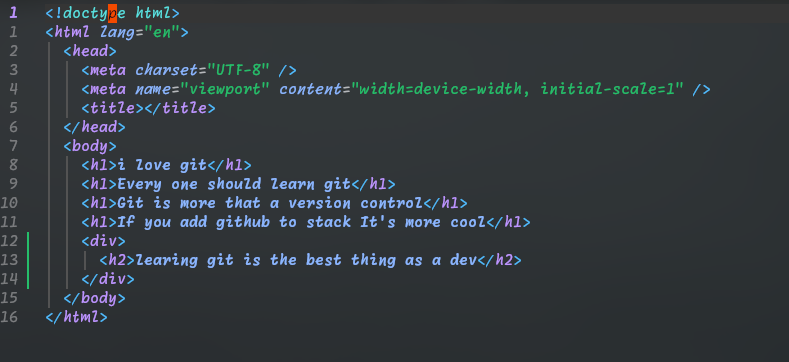 1 <!doctype html>
1 <html lang="en">
2 <head>
3 <meta charset="UTF-8" />
4 <meta name="viewport" content="width=device-width, initial-scale=1" />
5 <title></title>
6 </head>
7 <body>
8 <h1>i love git</h1>
9 <h1>Every one should learn git</h1>
10 <h1>Git is more that a version control</h1>
11 <h1>If you add github to stack It's more cool</h1>
12 <div>
13 <h2>learing git is the best thing as a dev</h2>
14 </div>
15 </body>
16 </html>